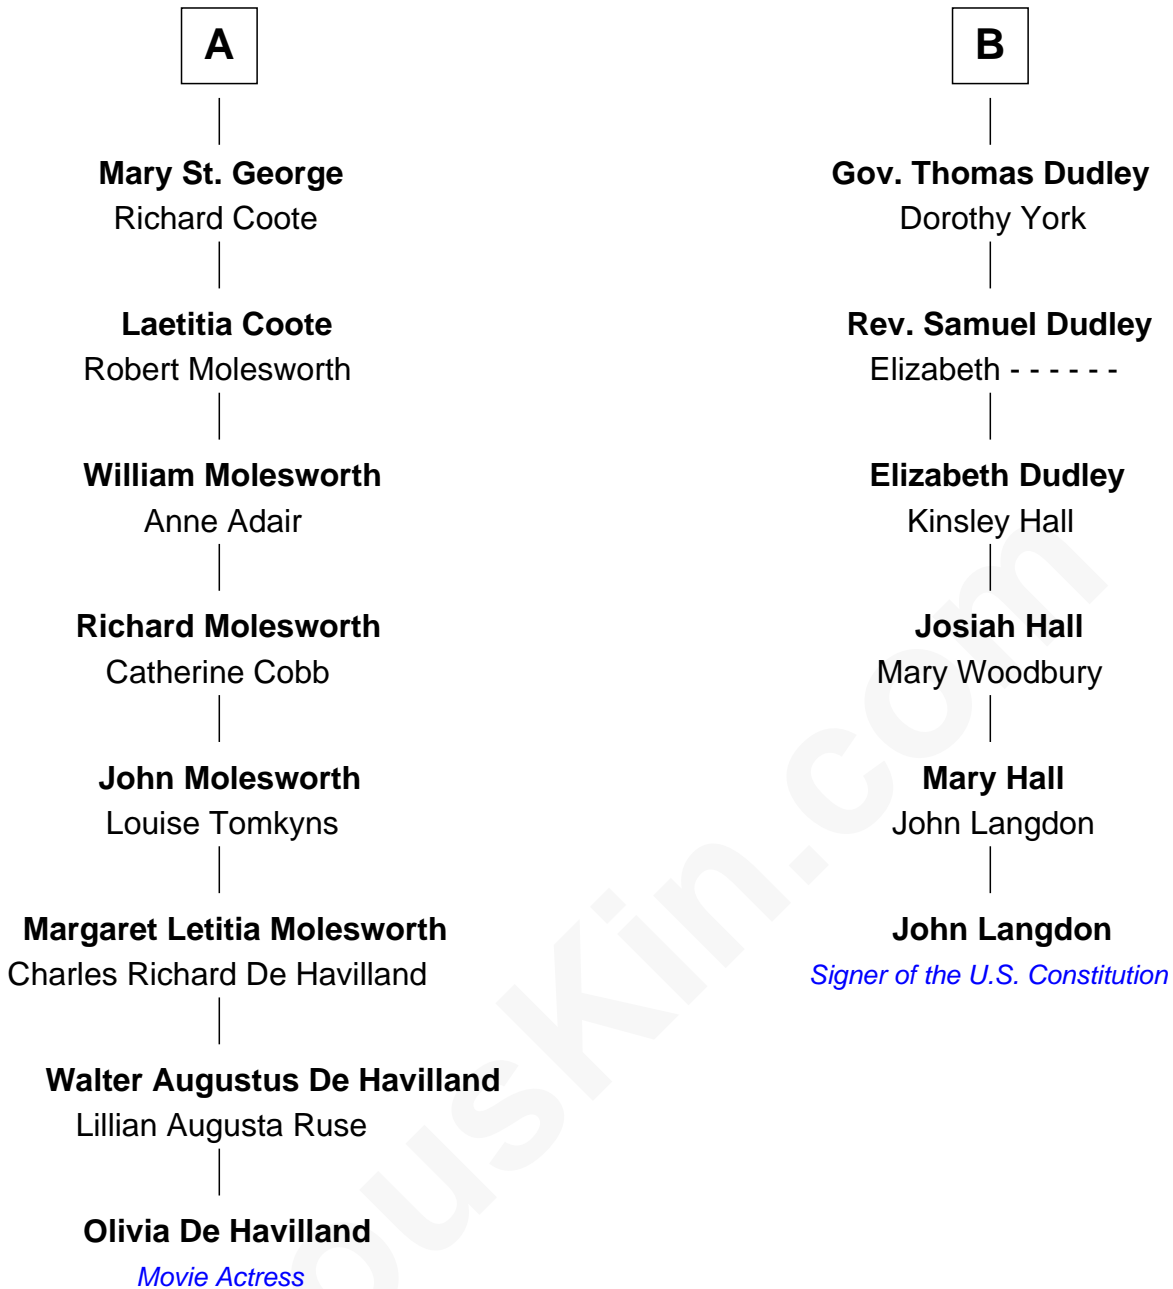 A
Mary St. George
Richard Coote
Laetitia Coote
Robert Molesworth
William Molesworth
Anne Adair
Richard Molesworth
Catherine Cobb
John Molesworth
Louise Tomkyns
Margaret Letitia Molesworth
Charles Richard De Havilland
Walter Augustus De Havilland
Lillian Augusta Ruse
Olivia De Havilland
Movie Actress
B
Gov. Thomas Dudley
Dorothy York
Rev. Samuel Dudley
Elizabeth - - - - - -
Elizabeth Dudley
Kinsley Hall
Josiah Hall
Mary Woodbury
Mary Hall
John Langdon
John Langdon
Signer of the U.S. Constitution
ousKin.com